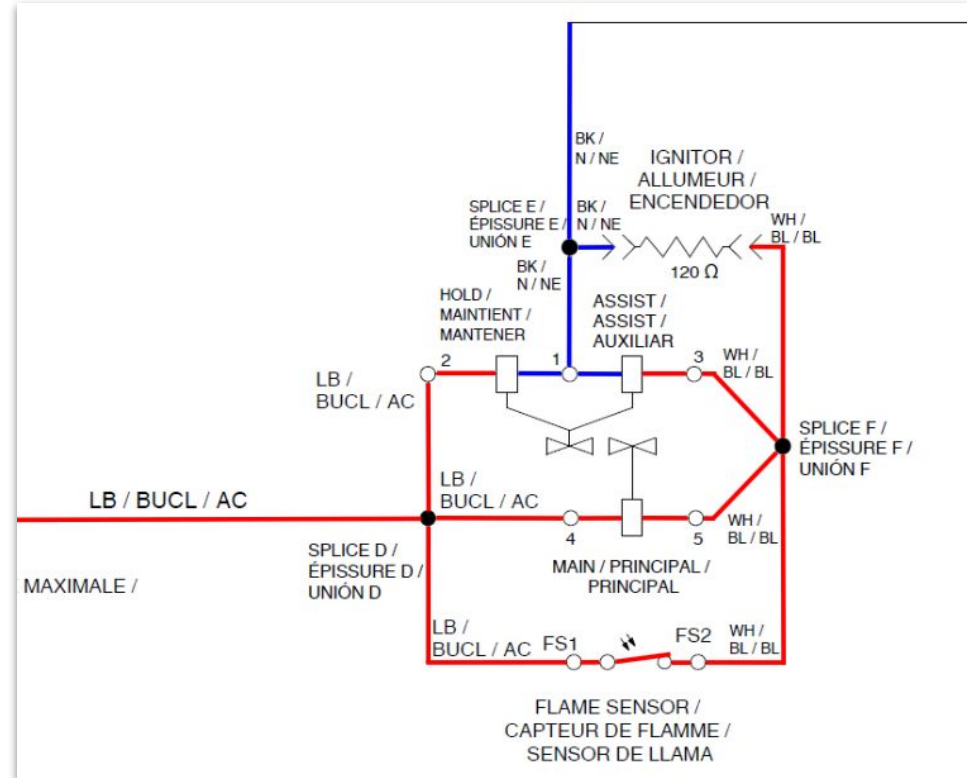 BK /
N / NE
IGNITOR /
ALLUMEUR /
ENCENDEDOR
SPLICE E /
ÉPISSURE E /
UNIÓN E
BK /
N / NE
WH /
BL / BL
120 Ω
BK /
N / NE
HOLD /
MAINTIENT /
MANTENER
ASSIST /
ASSIST /
AUXILIAR
2
1
3
WH /
BL / BL
LB /
BUCL / AC
SPLICE F /
ÉPISSURE F /
UNIÓN F
LB / BUCL / AC
LB /
BUCL / AC
4
5
WH /
BL / BL
SPLICE D /
ÉPISSURE D /
UNIÓN D
MAIN / PRINCIPAL /
PRINCIPAL
MAXIMALE /
LB /
BUCL / AC
FS1
FS2
WH /
BL / BL
FLAME SENSOR /
CAPTEUR DE FLAMME /
SENSOR DE LLAMA